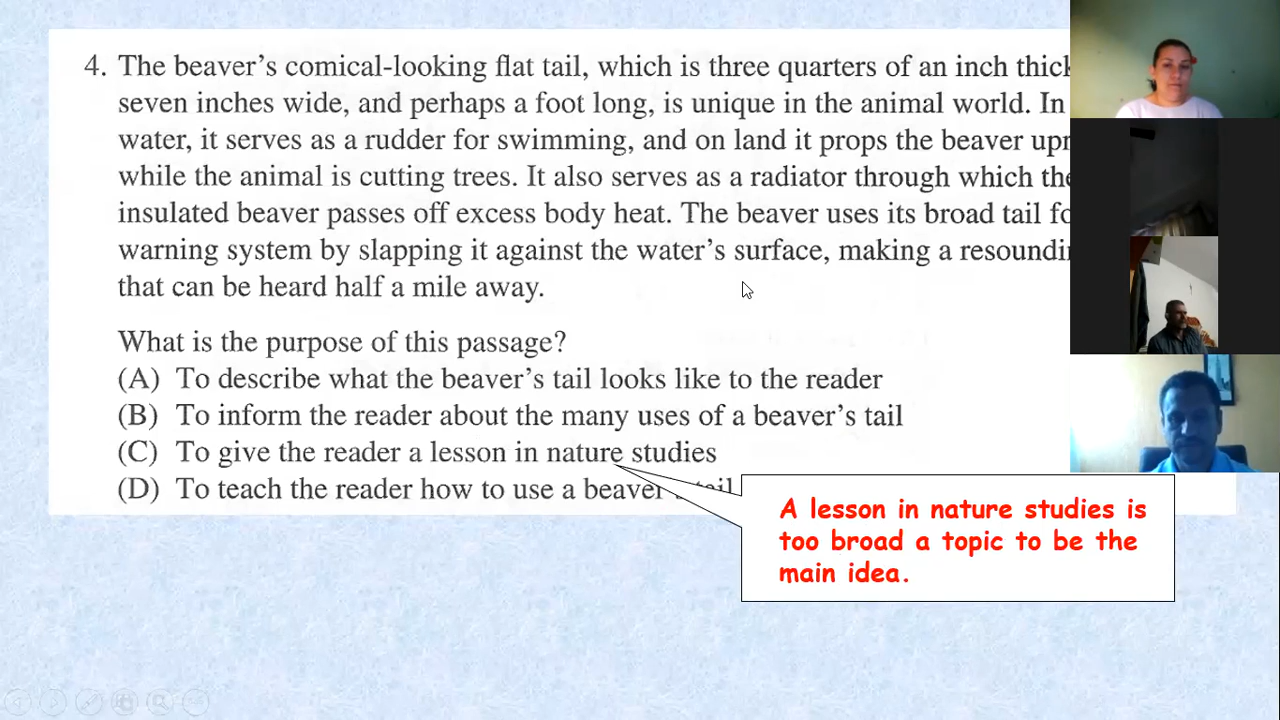 4. The beaver's comical-looking flat tail, which is three quarters of an inch thick
seven inches wide, and perhaps a foot long, is unique in the animal world. In
water, it serves as a rudder for swimming, and on land it props the beaver upr
while the animal is cutting trees. It also serves as a radiator through which the
insulated beaver passes off excess body heat. The beaver uses its broad tail fo
warning system by slapping it against the water's surface, making a resoundi
that can be heard half a mile away.
What is the purpose of this passage?
(A) To describe what the beaver's tail looks like to the reader
(B) To inform the reader about the many uses of a beaver's tail
(C) To give the reader a lesson in nature studies
(D) To teach the reader how to use a beaver tail
A lesson in nature studies is
too broad a topic to be the
main idea.